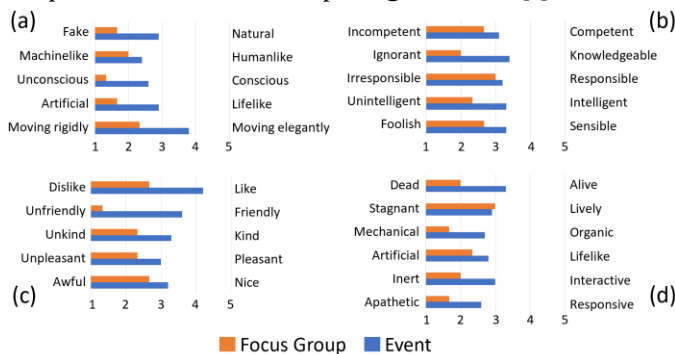 (a)
Fake Natural
Machinelike Humanlike
Unconscious Conscious
Artificial Lifelike
Moving rigidly Moving elegantly
1 2 3 4 5
(b)
Incompetent Competent
Ignorant Knowledgeable
Irresponsible Responsible
Unintelligent Intelligent
Foolish Sensible
1 2 3 4 5
Dislike Like
Unfriendly Friendly
Unkind Kind
Unpleasant Pleasant
Awful Nice
(c)
1 2 3 4 5
Dead Alive
Stagnant Lively
Mechanical Organic
Artificial Lifelike
Inert Interactive
Apathetic Responsive
(d)
1 2 3 4 5
Focus Group Event